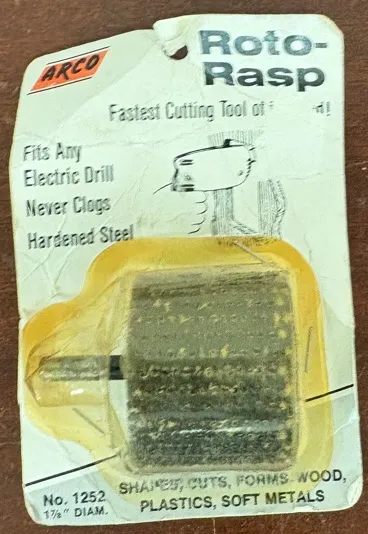 ARCO
Roto-
Rasp
Fastest Cutting Tool of
Fits Any
Electric Drill
Never Clogs
Hardened Steel
No. 1252
1⅞" DIAM.
SHAPES, CUTS, FORMS WOOD,
PLASTICS, SOFT METALS